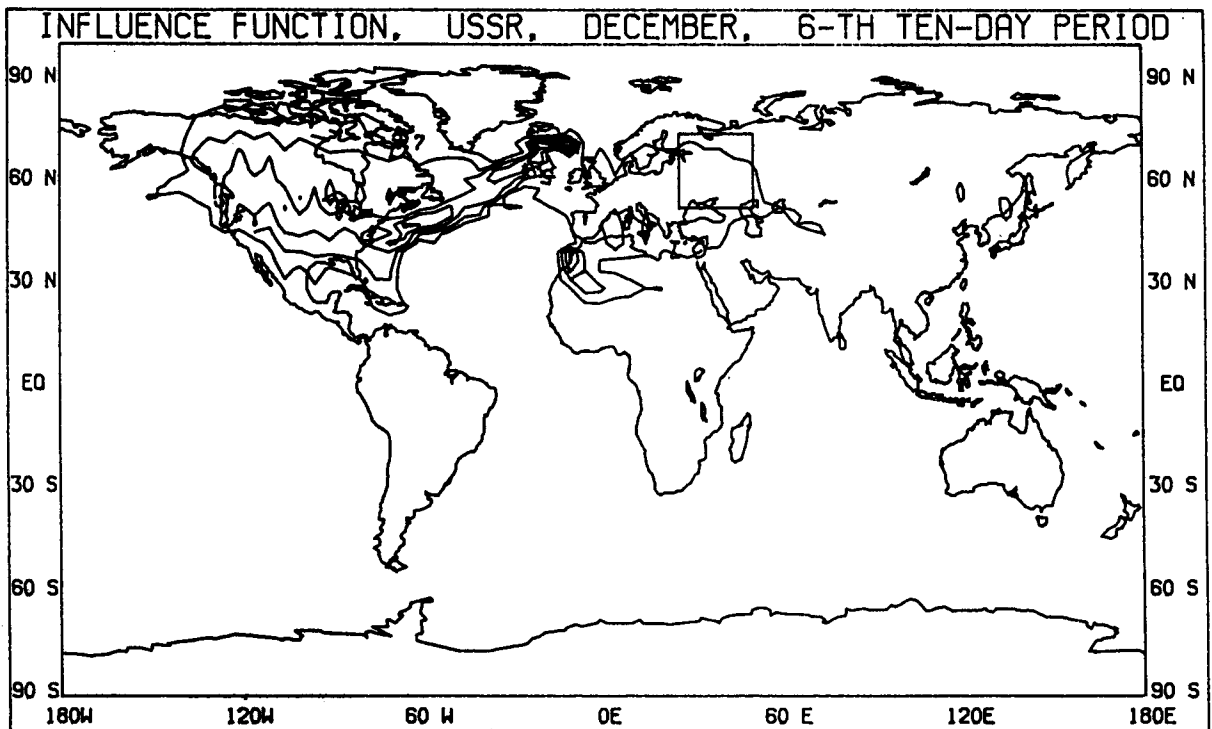 INFLUENCE FUNCTION, USSR, DECEMBER, 6-TH TEN-DAY PERIOD
90 N 90 N
60 N 60 N
30 N 30 N
EQ EQ
30 S 30 S
60 S 60 S
90 S 90 S
180W 120W 60 W 0E 60 E 120E 180E